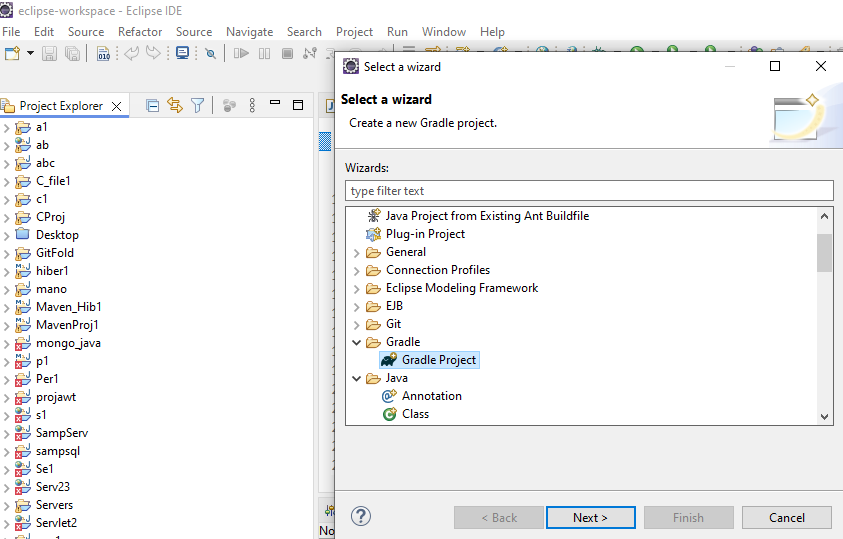 eclipse-workspace - Eclipse IDE
File Edit Source Refactor Source Navigate Search Project Run Window Help
010
Project Explorer
a1
ab
abc
C_file1
c1
CProj
Desktop
GitFold
hiber1
mano
Maven_Hib1
MavenProj1
mongo_java
p1
Per1
projawt
s1
SampServ
sampsql
Se1
Serv23
Servers
Servlet2
No
Select a wizard
Select a wizard
Create a new Gradle project.
Wizards:
type filter text
Java Project from Existing Ant Buildfile
Plug-in Project
General
Connection Profiles
Eclipse Modeling Framework
EJB
Git
Gradle
Gradle Project
Java
Annotation
Class
< Back Next > Finish Cancel